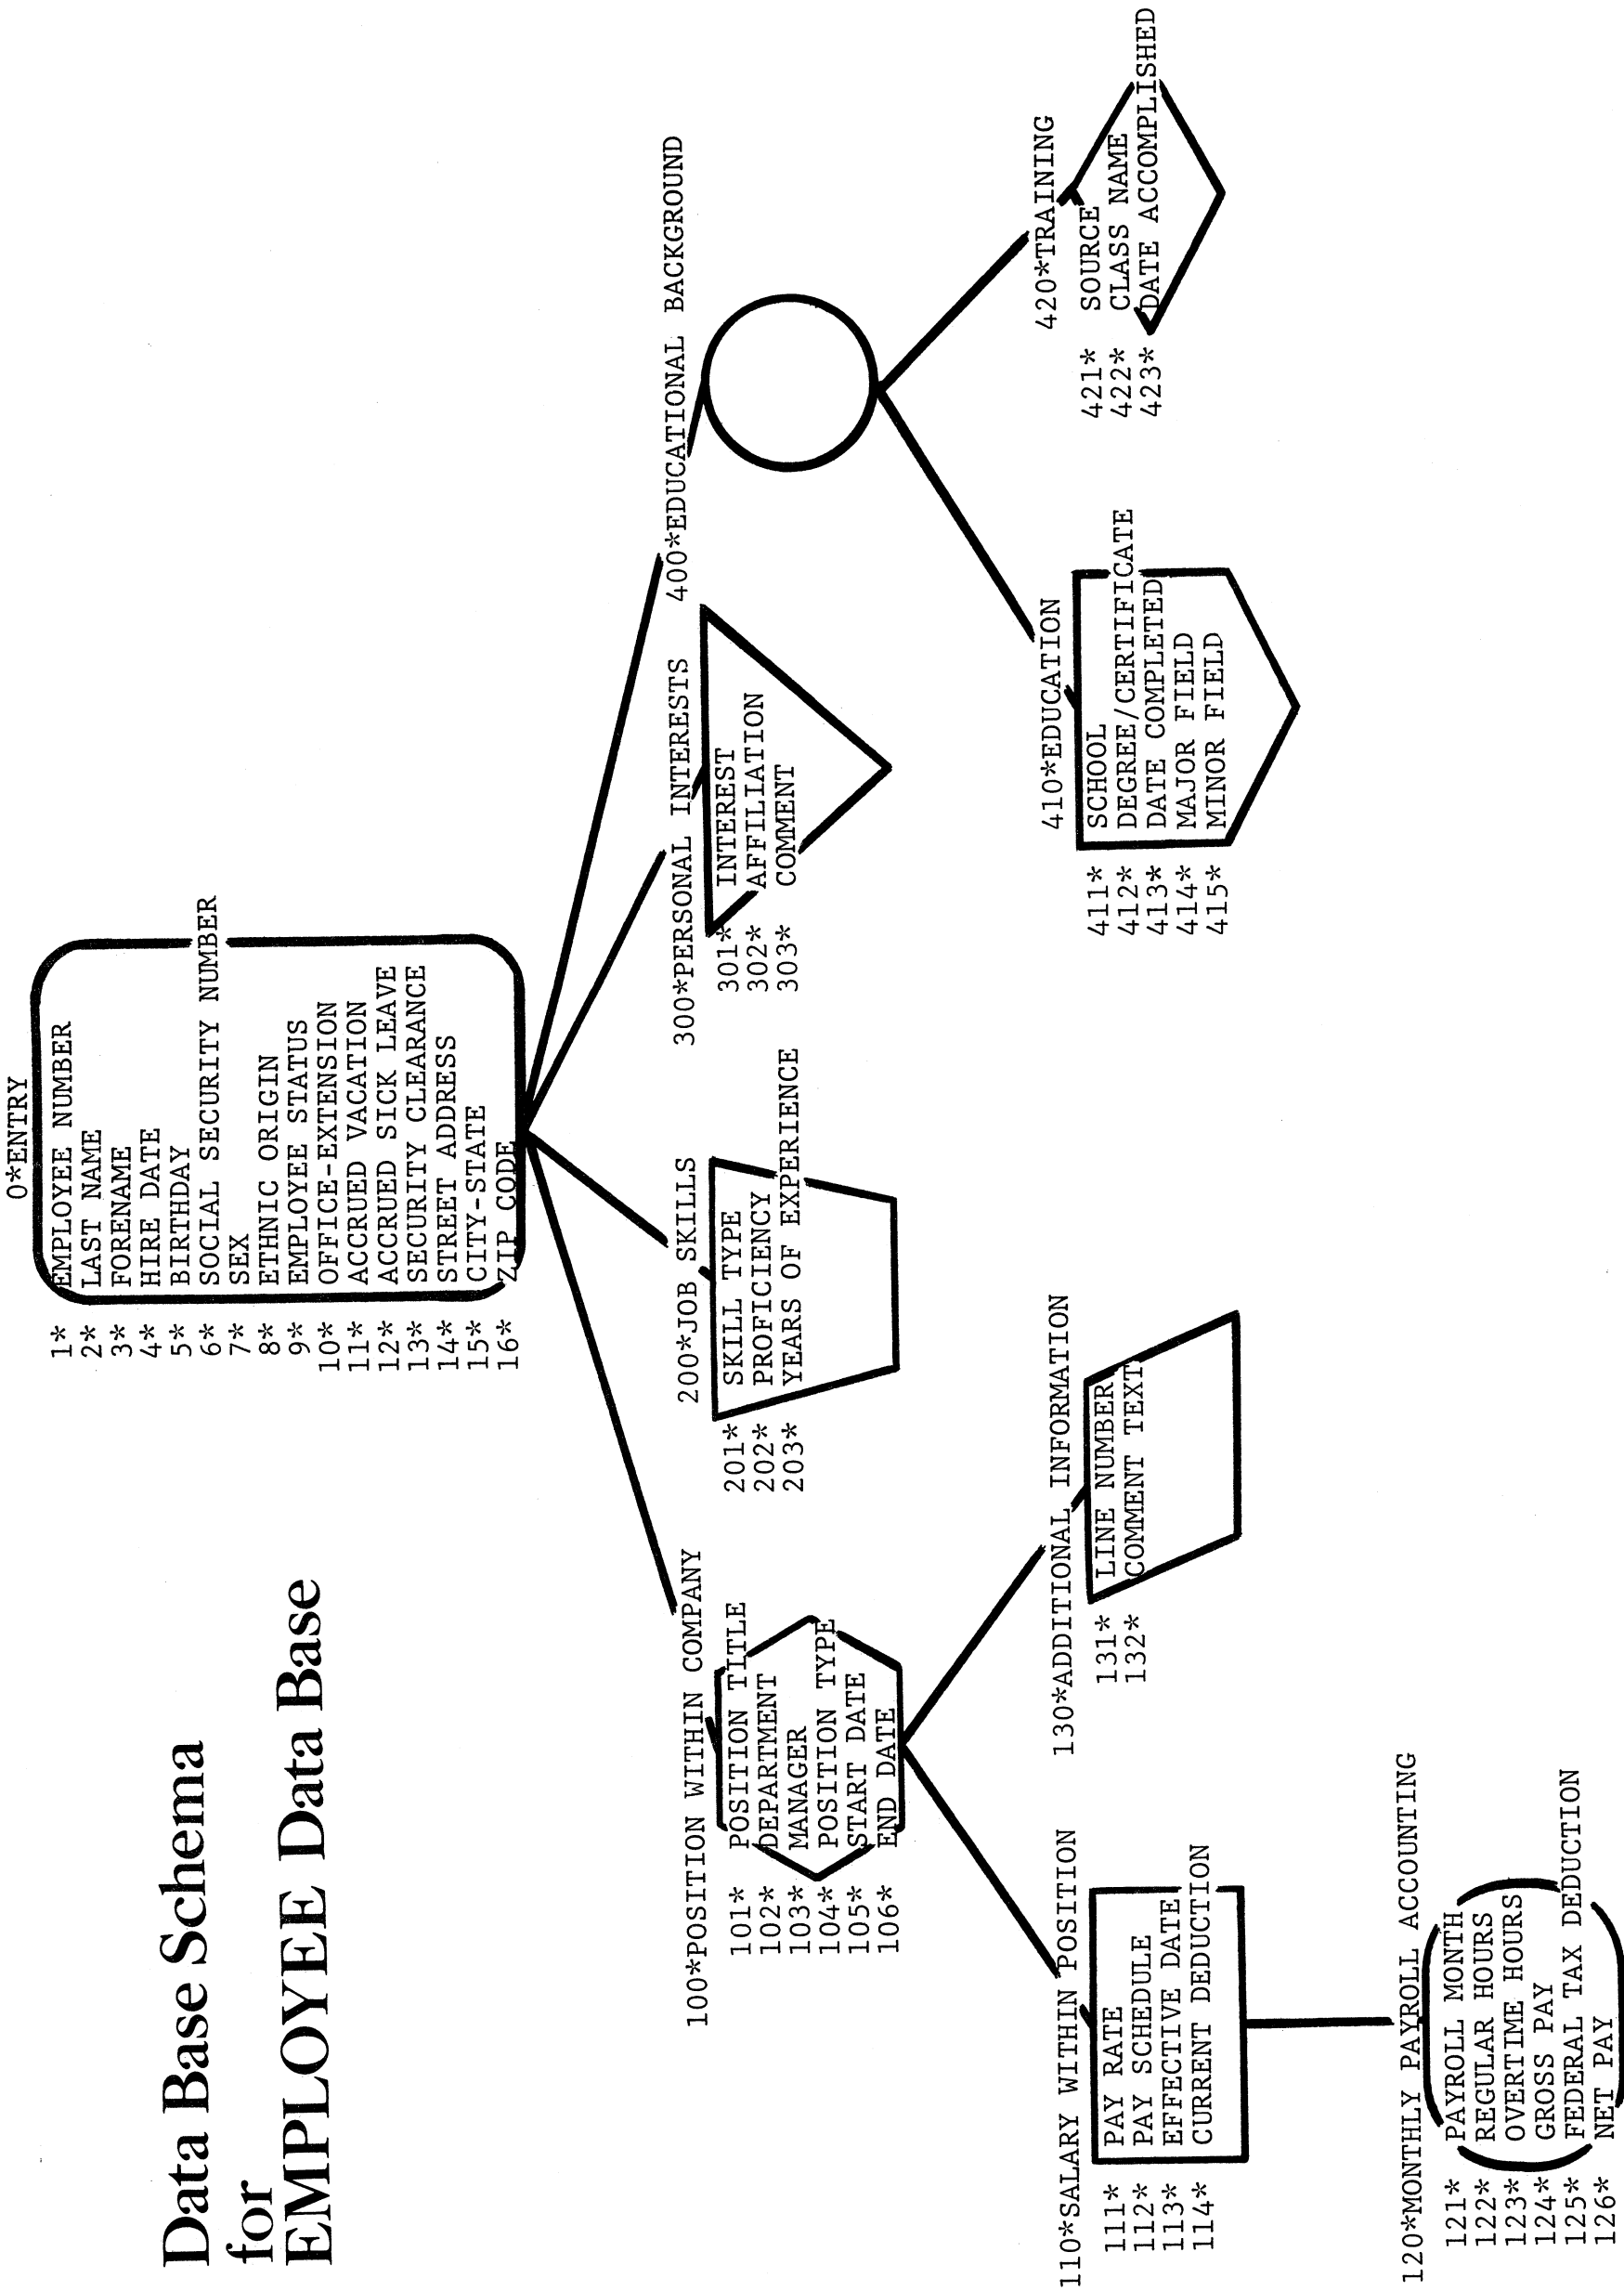 Data Base Schema
for
EMPLOYEE Data Base
0*ENTRY
1* EMPLOYEE NUMBER
2* LAST NAME
3* FORENAME
4* HIRE DATE
5* BIRTHDAY
6* SOCIAL SECURITY NUMBER
7* SEX
8* ETHNIC ORIGIN
9* EMPLOYEE STATUS
10* OFFICE-EXTENSION
11* ACCRUED VACATION
12* ACCRUED SICK LEAVE
13* SECURITY CLEARANCE
14* STREET ADDRESS
15* CITY-STATE
16* ZIP CODE
100*POSITION WITHIN COMPANY
101* POSITION TITLE
102* DEPARTMENT
103* MANAGER
104* POSITION TYPE
105* START DATE
106* END DATE
200*JOB SKILLS
201* SKILL TYPE
202* PROFICIENCY
203* YEARS OF EXPERIENCE
300*PERSONAL INTERESTS
301* INTEREST
302* AFFILIATION
303* COMMENT
400*EDUCATIONAL BACKGROUND
110*SALARY WITHIN POSITION
111* PAY RATE
112* PAY SCHEDULE
113* EFFECTIVE DATE
114* CURRENT DEDUCTION
130*ADDITIONAL INFORMATION
131* LINE NUMBER
132* COMMENT TEXT
410*EDUCATION
411* SCHOOL
412* DEGREE/CERTIFICATE
413* DATE COMPLETED
414* MAJOR FIELD
415* MINOR FIELD
420*TRAINING
421* SOURCE
422* CLASS NAME
423* DATE ACCOMPLISHED
120*MONTHLY PAYROLL ACCOUNTING
121* PAYROLL MONTH
122* REGULAR HOURS
123* OVERTIME HOURS
124* GROSS PAY
125* FEDERAL TAX DEDUCTION
126* NET PAY